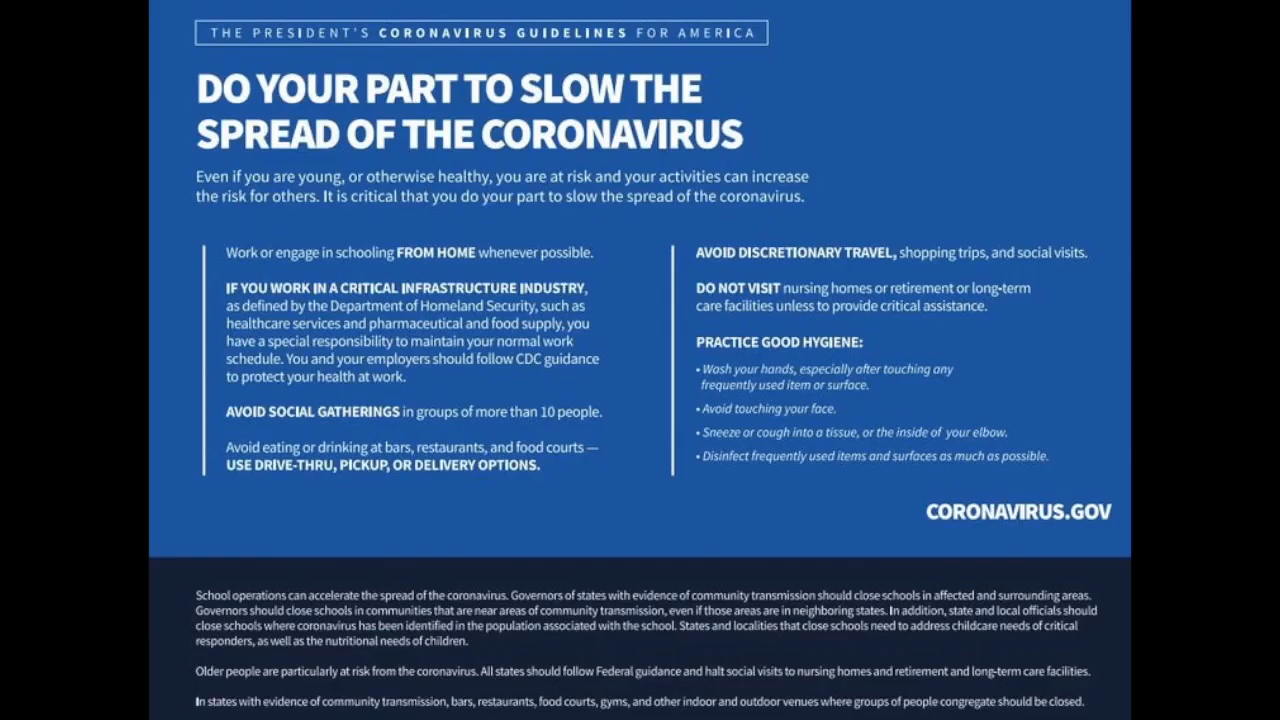 THE PRESIDENT'S CORONAVIRUS GUIDELINES FOR AMERICA
DO YOUR PART TO SLOW THE
SPREAD OF THE CORONAVIRUS
Even if you are young, or otherwise healthy, you are at risk and your activities can increase
the risk for others. It is critical that you do your part to slow the spread of the coronavirus.
Work or engage in schooling FROM HOME whenever possible.
IF YOU WORK IN A CRITICAL INFRASTRUCTURE INDUSTRY,
as defined by the Department of Homeland Security, such as
healthcare services and pharmaceutical and food supply, you
have a special responsibility to maintain your normal work
schedule. You and your employers should follow CDC guidance
to protect your health at work.
AVOID SOCIAL GATHERINGS in groups of more than 10 people.
Avoid eating or drinking at bars, restaurants, and food courts —
USE DRIVE-THRU, PICKUP, OR DELIVERY OPTIONS.
AVOID DISCRETIONARY TRAVEL, shopping trips, and social visits.
DO NOT VISIT nursing homes or retirement or long-term
care facilities unless to provide critical assistance.
PRACTICE GOOD HYGIENE:
• Wash your hands, especially after touching any
frequently used item or surface.
• Avoid touching your face.
• Sneeze or cough into a tissue, or the inside of your elbow.
• Disinfect frequently used items and surfaces as much as possible.
CORONAVIRUS.GOV
School operations can accelerate the spread of the coronavirus. Governors of states with evidence of community transmission should close schools in affected and surrounding areas.
Governors should close schools in communities that are near areas of community transmission, even if those areas are in neighboring states. In addition, state and local officials should
close schools where coronavirus has been identified in the population associated with the school. States and localities that close schools need to address childcare needs of critical
responders, as well as the nutritional needs of children.
Older people are particularly at risk from the coronavirus. All states should follow Federal guidance and halt social visits to nursing homes and retirement and long-term care facilities.
In states with evidence of community transmission, bars, restaurants, food courts, gyms, and other indoor and outdoor venues where groups of people congregate should be closed.